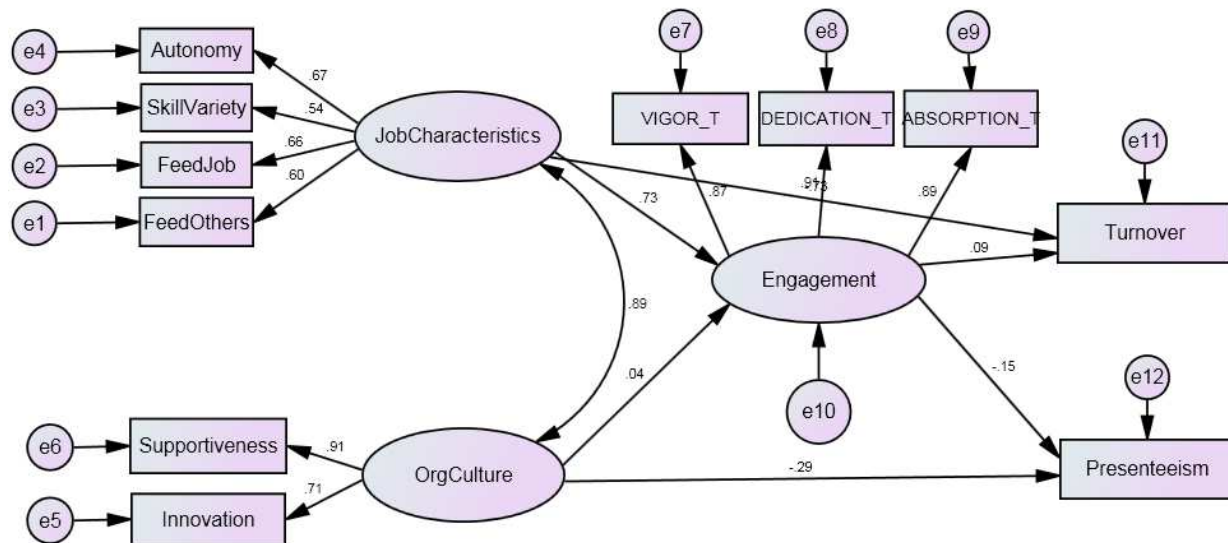 e4
Autonomy
.67
e3
SkillVariety
.54
e2
FeedJob
.66
e1
FeedOthers
.60
JobCharacteristics
e7
e8
e9
VIGOR_T
DEDICATION_T
ABSORPTION_T
e11
.73
.87
.89
Turnover
.09
Engagement
.89
.04
e10
-.15
e12
e6
Supportiveness
.91
OrgCulture
-.29
Presenteeism
e5
Innovation
.71